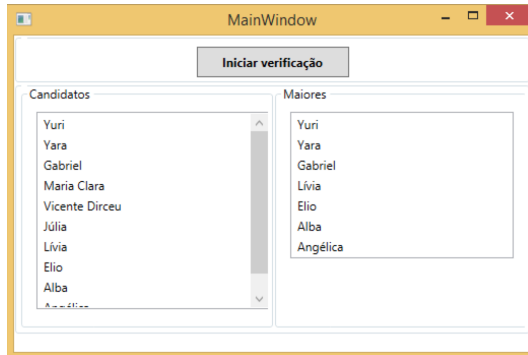 MainWindow
Iniciar verificação
Candidatos
Yuri
Yara
Gabriel
Maria Clara
Vicente Dirceu
Júlia
Lívia
Elio
Alba
Angélica
Maiores
Yuri
Yara
Gabriel
Lívia
Elio
Alba
Angélica